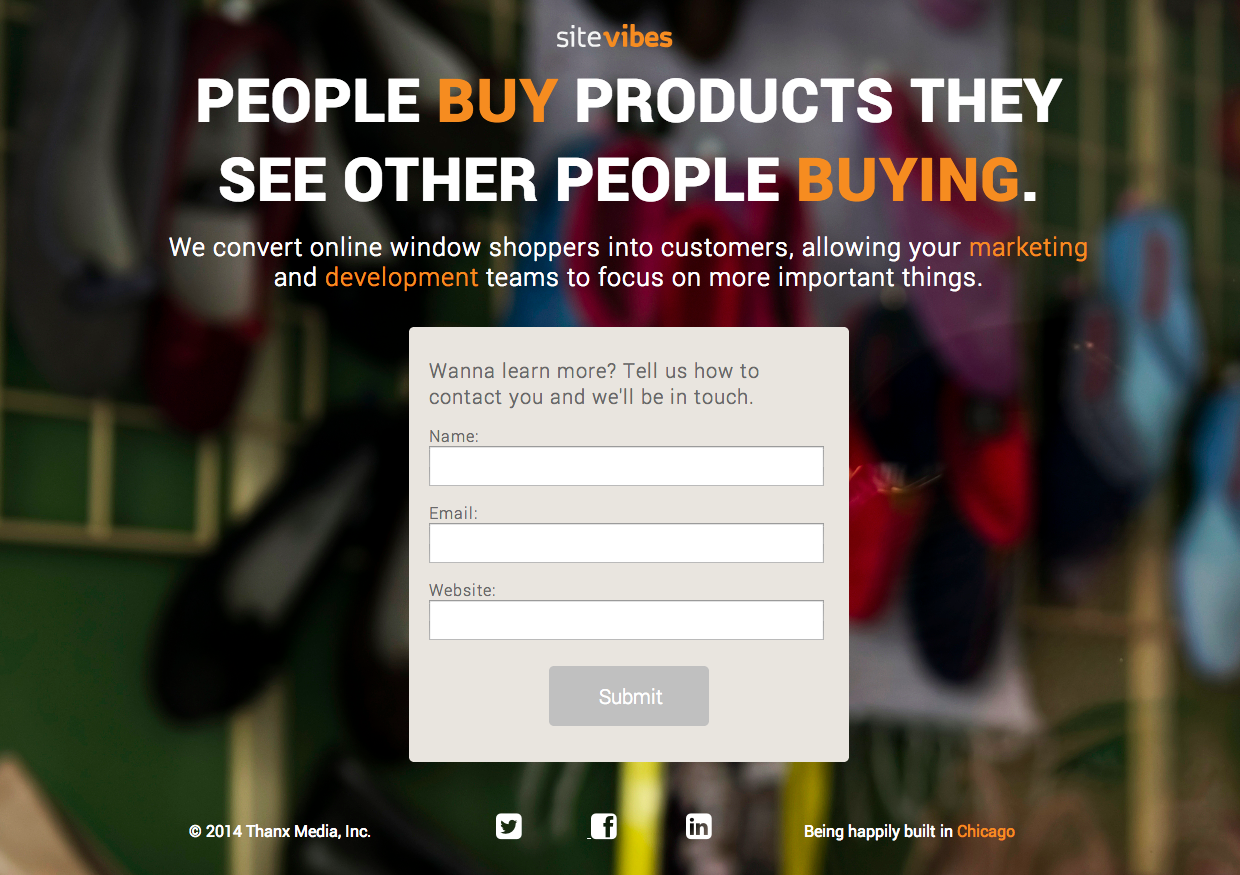 sitevibes
PEOPLE BUY PRODUCTS THEY
SEE OTHER PEOPLE BUYING.
We convert online window shoppers into customers, allowing your marketing
and development teams to focus on more important things.
Wanna learn more? Tell us how to
contact you and we'll be in touch.
Name:
Email:
Website:
Submit
© 2014 Thanx Media, Inc.
Being happily built in Chicago